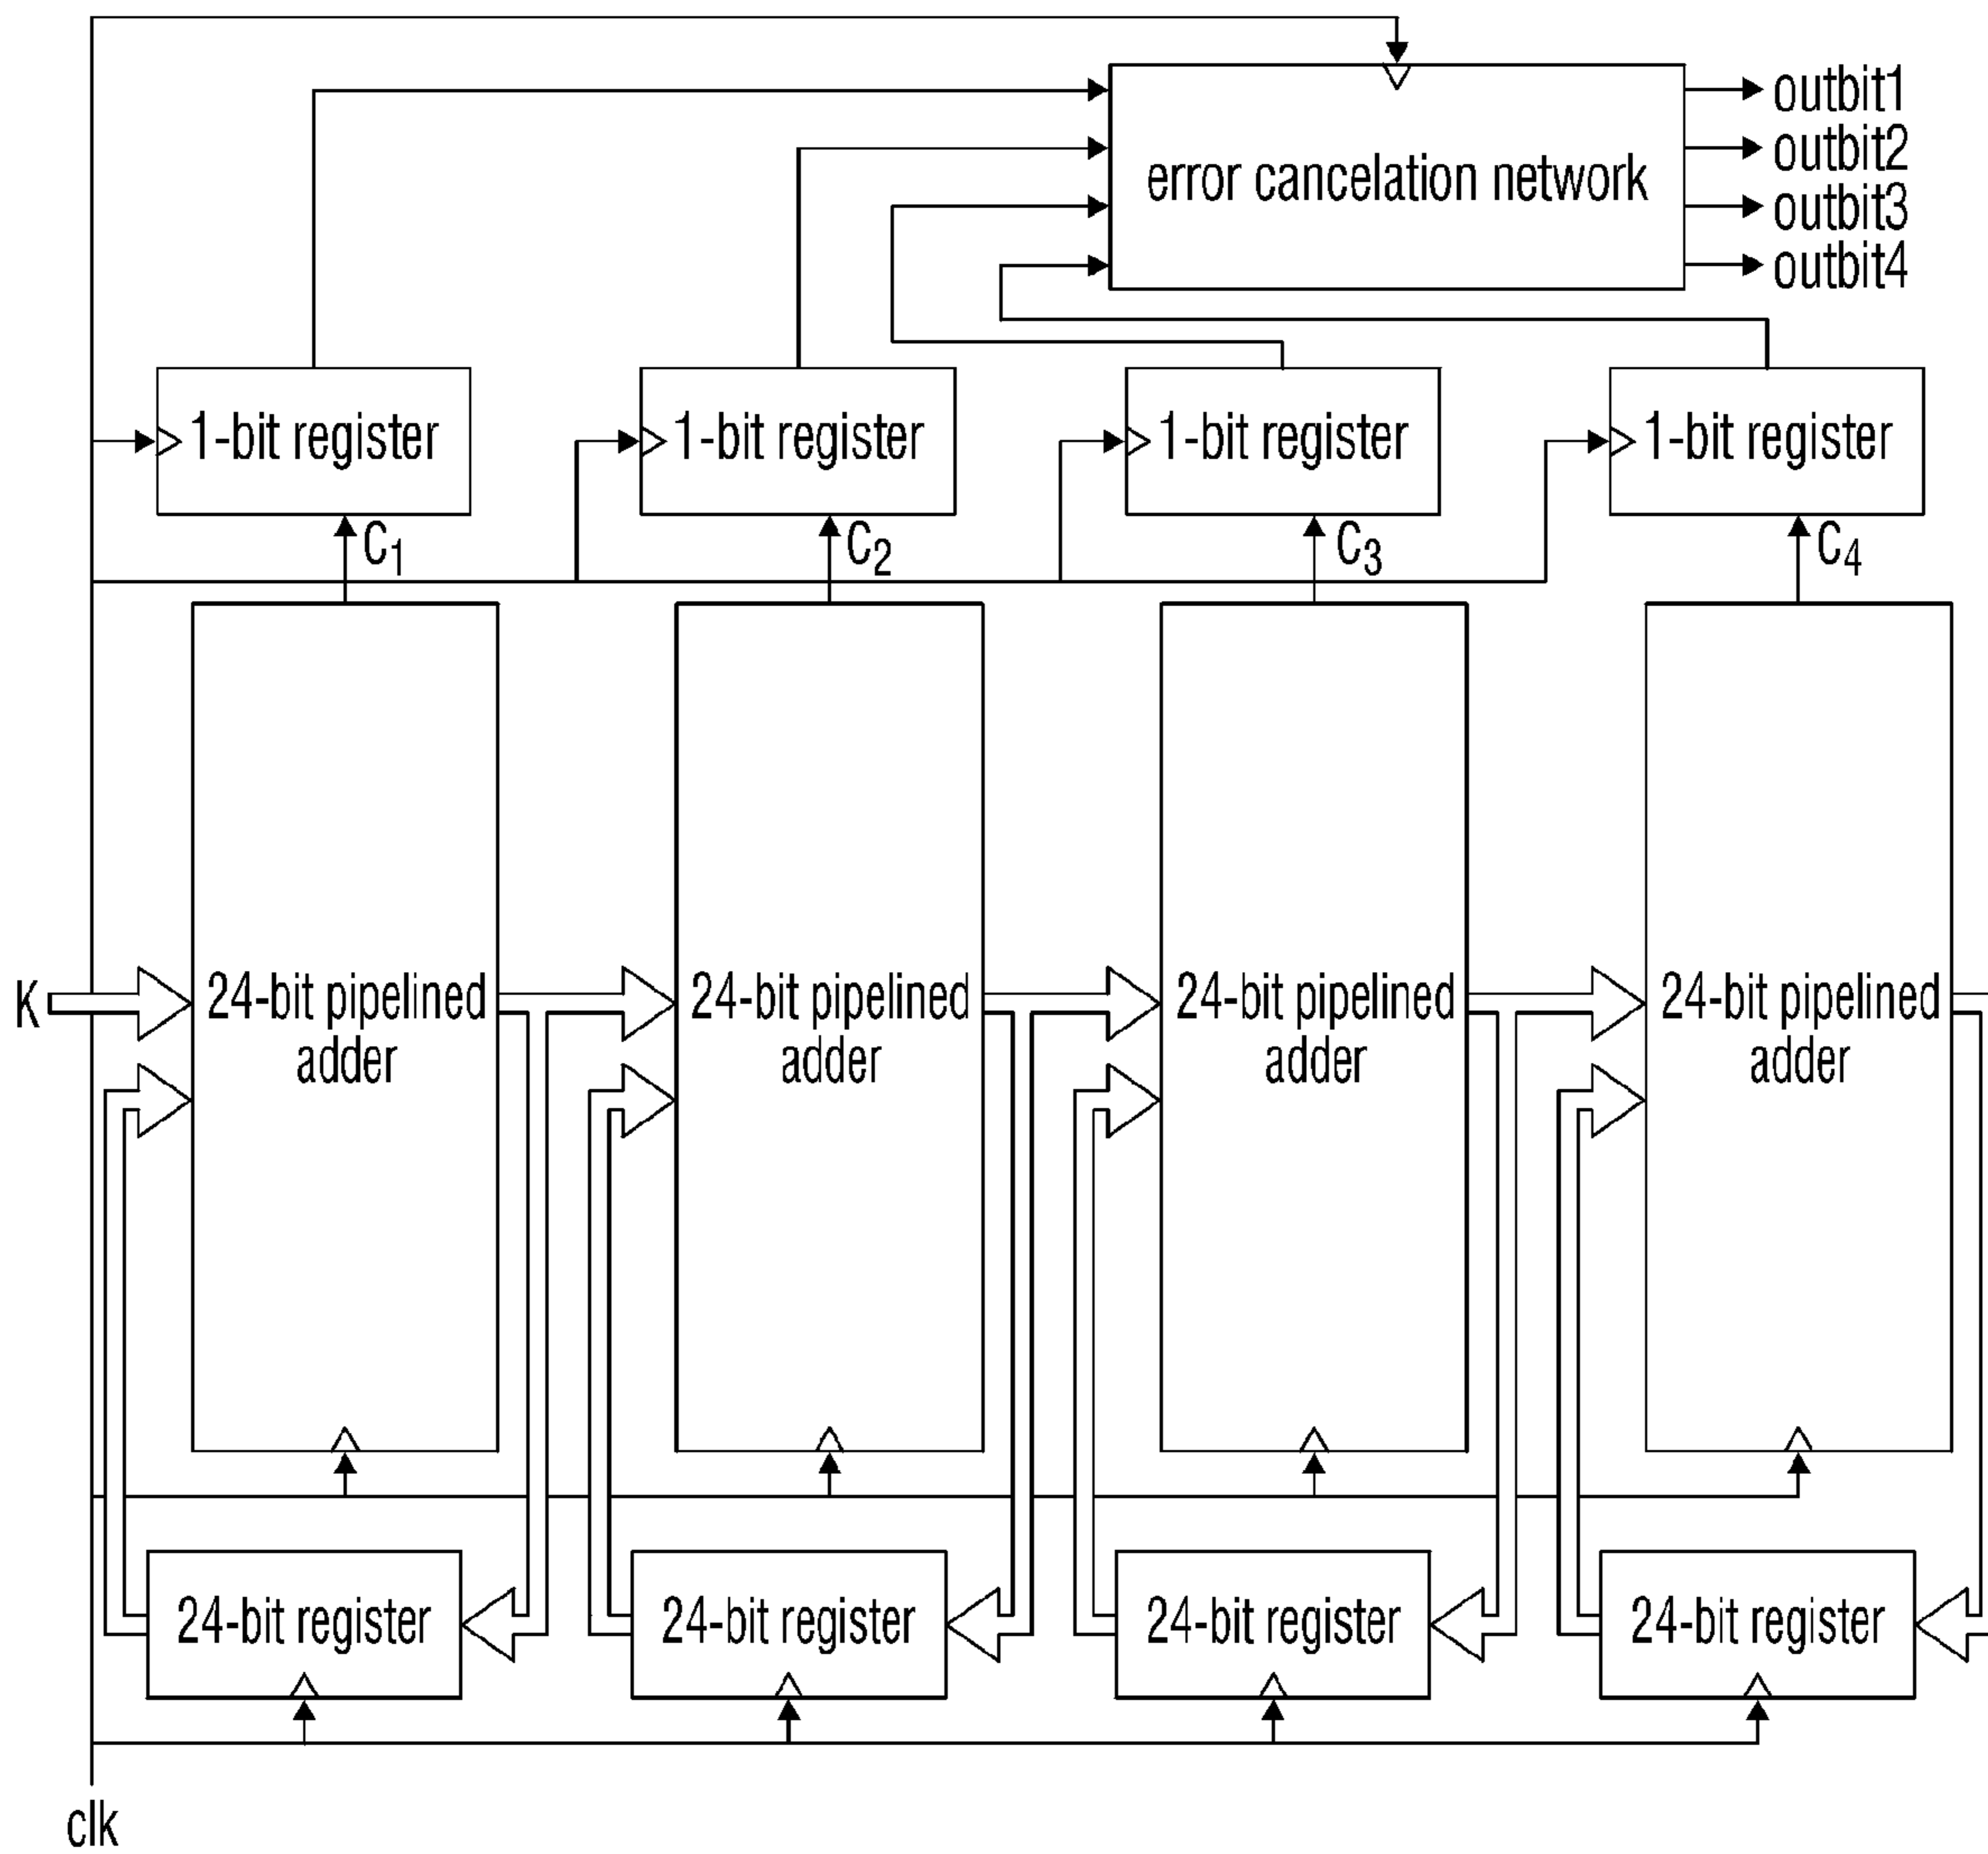 outbit1
outbit2
error cancelation network
outbit3
outbit4
1-bit register
1-bit register
1-bit register
1-bit register
C1
C2
C3
C4
K
24-bit pipelined
adder
24-bit pipelined
adder
24-bit pipelined
adder
24-bit pipelined
adder
24-bit register
24-bit register
24-bit register
24-bit register
clk